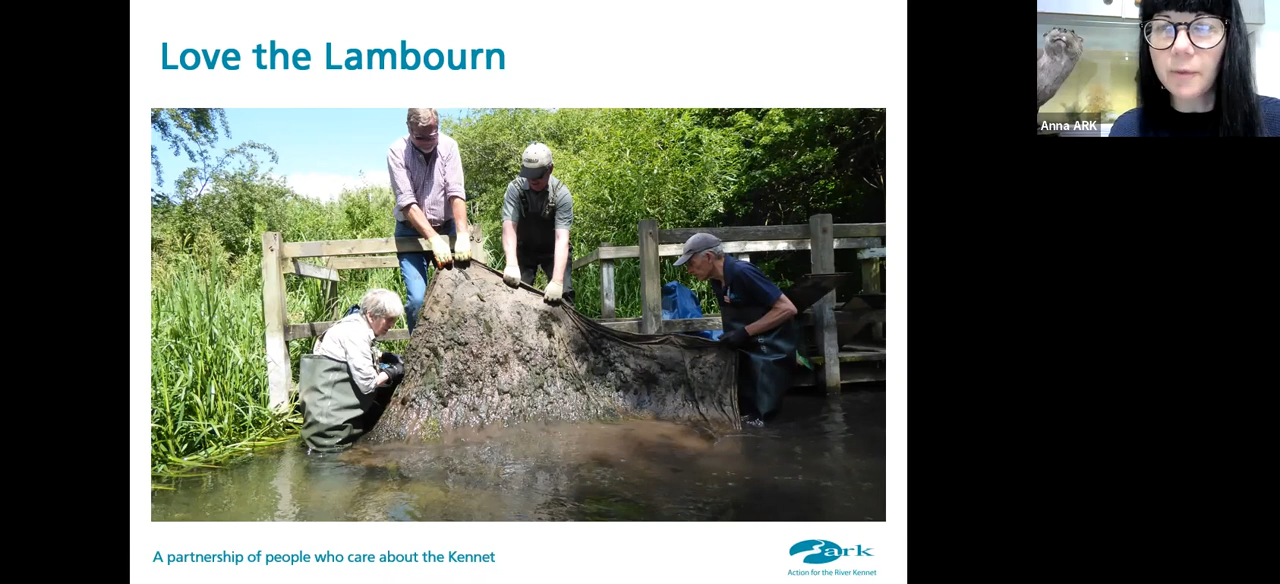 Love the Lambourn
Anna ARK
A partnership of people who care about the Kennet
ark
Action for the River Kennet